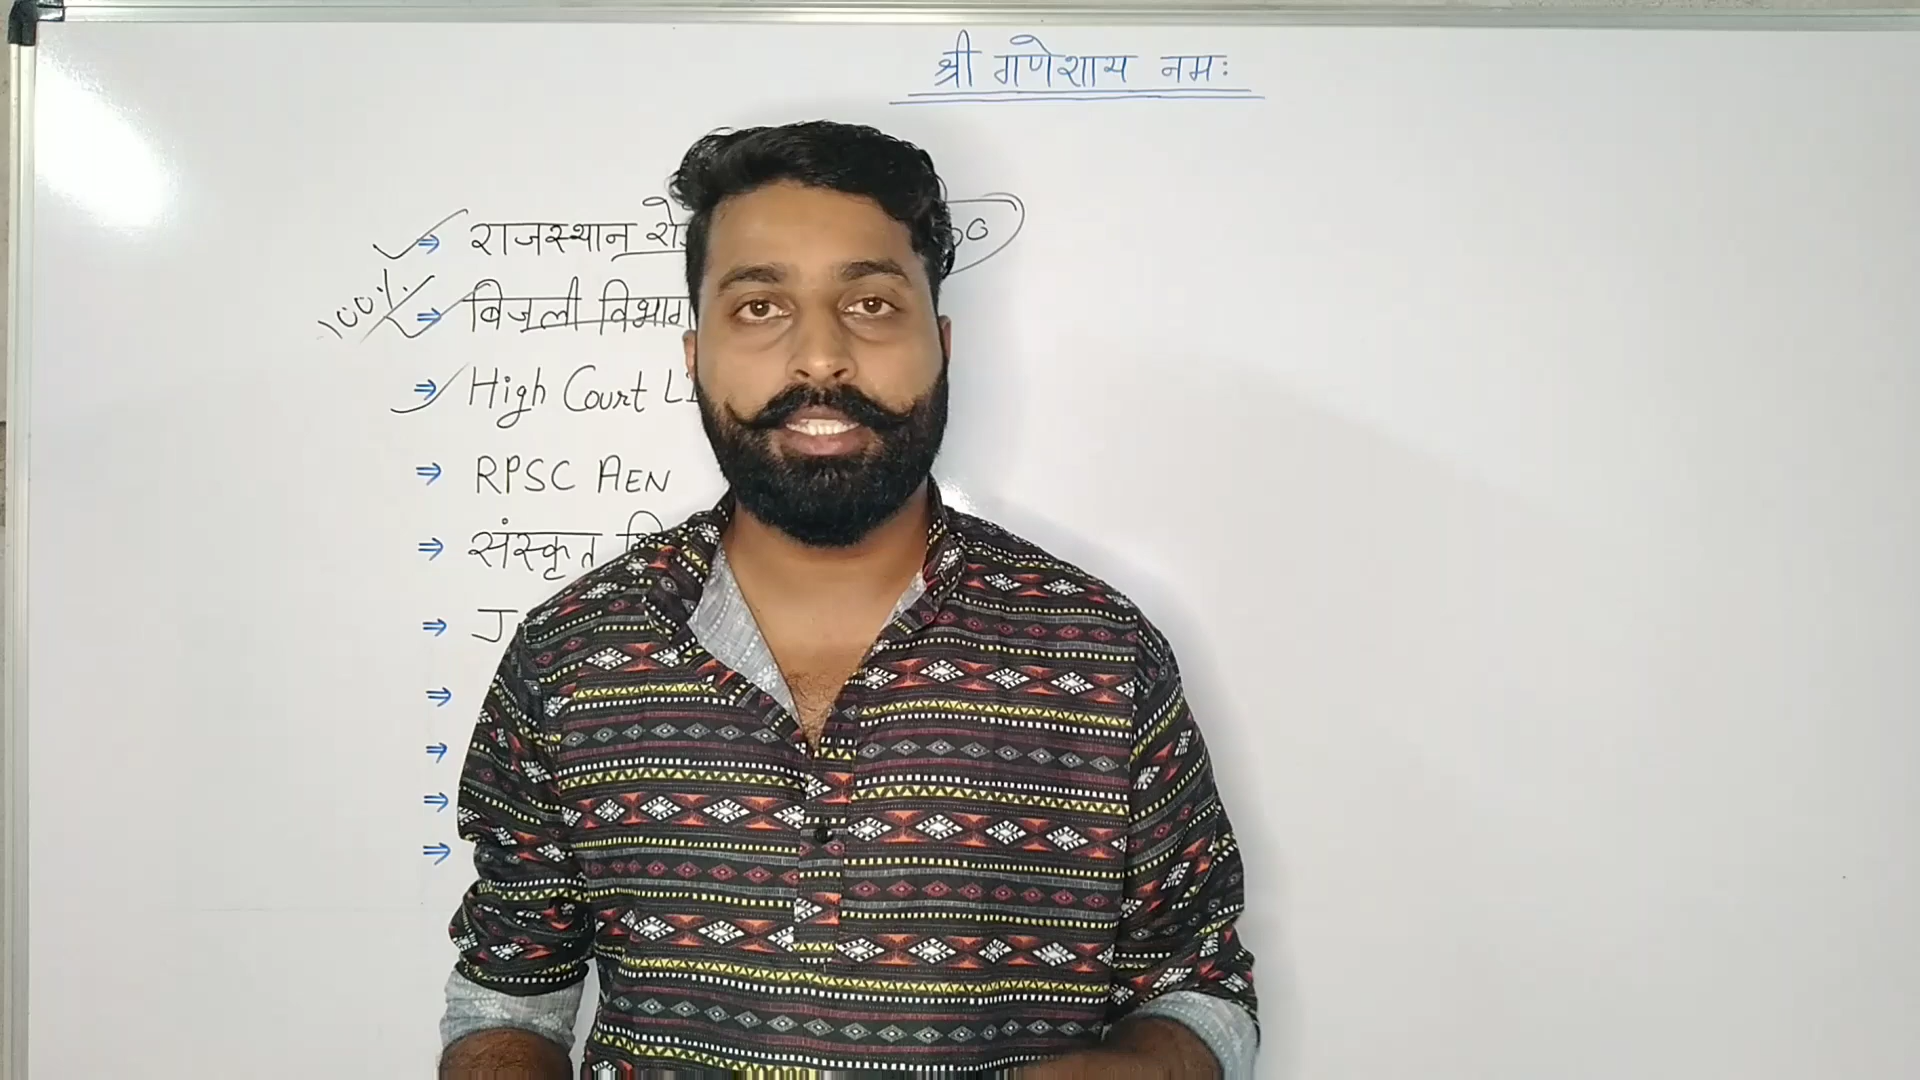 श्री गणेशाय नमः
⇒ राजस्थान
100% ⇒ बिजली विभाग
⇒ High Court
⇒ RPSC AEN
⇒ संस्कृत
⇒ J
⇒
⇒
⇒
⇒